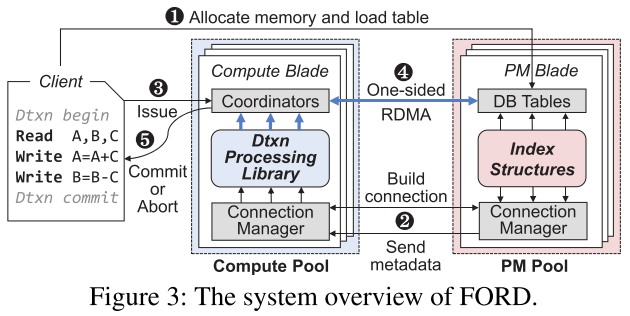 ❶ Allocate memory and load table
Client
Dtxn begin
Read A,B,C
Write A=A+C
Write B=B-C
Dtxn commit
❸
Issue
❺
Commit
or
Abort
Compute Blade
Coordinators
Dtxn
Processing
Library
Connection
Manager
Compute Pool
❹
One-sided
RDMA
Build
connection
❷
Send
metadata
PM Blade
DB Tables
Index
Structures
Connection
Manager
PM Pool
Figure 3: The system overview of FORD.